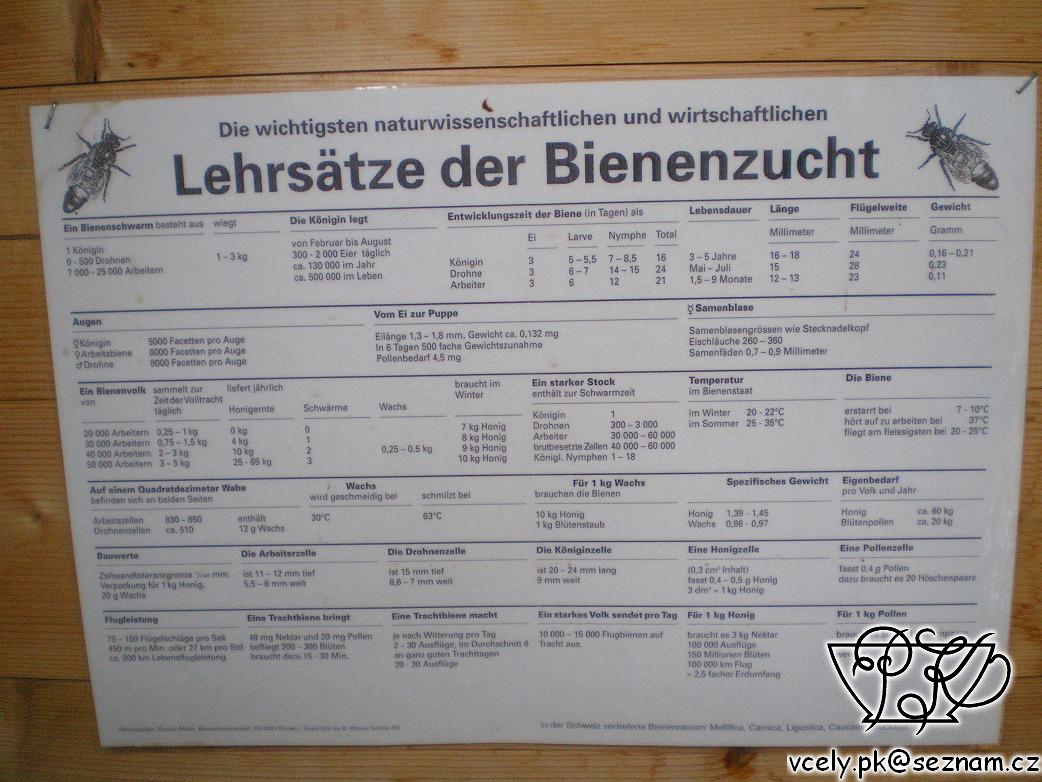 Die wichtigsten naturwissenschaftlichen und wirtschaftlichen
Lehrsätze der Bienenzucht
Ein Bienenschwarm besteht aus wiegt
1 Königin
0 - 500 Drohnen
7 000 - 25 000 Arbeitern
1 – 3 kg
Die Königin legt
von Februar bis August
300 - 2 000 Eier täglich
ca. 130 000 im Jahr
ca. 500 000 im Leben
Entwicklungszeit der Biene (in Tagen) als
Ei Larve Nymphe Total
Königin 3 5 – 5,5 7 – 8,5 16
Drohne 3 6 – 7 14 – 15 24
Arbeiter 3 6 12 21
Lebensdauer Länge Flügelweite Gewicht
Millimeter Millimeter Gramm
3 – 5 Jahre 16 – 18 24 0,16 – 0,21
Mai – Juli 15 28 0,23
1,5 – 9 Monate 12 – 13 23 0,11
Augen
☿Königin 5000 Facetten pro Auge
♀Arbeitsbiene 6000 Facetten pro Auge
♂Drohne 8000 Facetten pro Auge
Vom Ei zur Puppe
Eilänge 1,3 – 1,8 mm, Gewicht ca. 0,132 mg
In 6 Tagen 500 fache Gewichtszunahme
Pollenbedarf 4,5 mg
☿Samenblase
Samenblasengrössen wie Stecknadelkopf
Eischläuche 260 – 360
Samenfäden 0,7 – 0,9 Millimeter
Ein Bienenvolk sammelt zur liefert jährlich braucht im
von Zeit der Volltracht Winter
täglich Honigernte Schwärme Wachs
20 000 Arbeitern 0,25 – 1 kg 0 kg 0 7 kg Honig
30 000 Arbeitern 0,75 – 1,5 kg 4 kg 1 8 kg Honig
40 000 Arbeitern 2 – 3 kg 10 kg 2 0,25 – 0,5 kg 9 kg Honig
50 000 Arbeitern 3 – 5 kg 25 - 65 kg 3 10 kg Honig
Ein starker Stock
enthält zur Schwarmzeit
Königin 1
Drohnen 300 – 3 000
Arbeiter 30 000 – 60 000
brutbesetzte Zellen 40 000 – 60 000
Königl. Nymphen 1 – 18
Temperatur
im Bienenstaat
im Winter 20 - 22°C
im Sommer 25 - 35°C
Die Biene
erstarrt bei 7 - 10°C
hört auf zu arbeiten bei 37°C
fliegt am fleissigsten bei 20 - 25°C
Auf einem Quadratdezimeter Wabe
befinden sich an beiden Seiten
Arbeitszellen 830 – 850 enthält
Drohnenzellen ca. 510 12 g Wachs
Wachs
wird geschmeidig bei schmilzt bei
30°C 63°C
Für 1 kg Wachs
brauchen die Bienen
10 kg Honig
1 kg Blütenstaub
Spezifisches Gewicht
Honig 1,39 - 1,45
Wachs 0,96 - 0,97
Eigenbedarf
pro Volk und Jahr
Honig ca. 60 kg
Blütenpollen ca. 20 kg
Bauwerte
Zellwandtoleranzgrenze mm.
Verpackung für 1 kg Honig,
20 g Wachs
Die Arbeiterzelle
ist 11 – 12 mm tief
5,5 – 6 mm weit
Die Drohnenzelle
ist 15 mm tief
6,6 – 7 mm weit
Die Königinzelle
ist 20 – 24 mm lang
9 mm weit
Eine Honigzelle
(0,3 cm³ Inhalt)
fasst 0,4 – 0,5 g Honig
3 dm² = 1 kg Honig
Eine Pollenzelle
fasst 0,4 g Pollen
dazu braucht es 20 Höschenpaare
Flugleistung
75 – 150 Flügelschläge pro Sek
450 m pro Min. oder 27 km pro Std
ca. 800 km Lebensflugleistung
Eine Trachtbiene bringt
40 mg Nektar und 20 mg Pollen
befliegt 200 - 300 Blüten
braucht dazu 15 - 30 Min.
Eine Trachtbiene macht
je nach Witterung pro Tag
2 - 30 Ausflüge, im Durchschnitt 6
an ganz guten Trachttagen
20 - 30 Ausflüge
Ein starkes Volk sendet pro Tag
10 000 – 15 000 Flugbienen auf
Tracht aus.
Für 1 kg Honig
braucht es 3 kg Nektar
100 000 Ausflüge
150 Millionen Blüten
100 000 km Flug
= 2,5 facher Erdumfang
Für 1 kg Pollen
In der Schweiz vertretene Bienenrassen: Mellifica, Carnica, Ligustica,
vcely.pk@seznam.cz